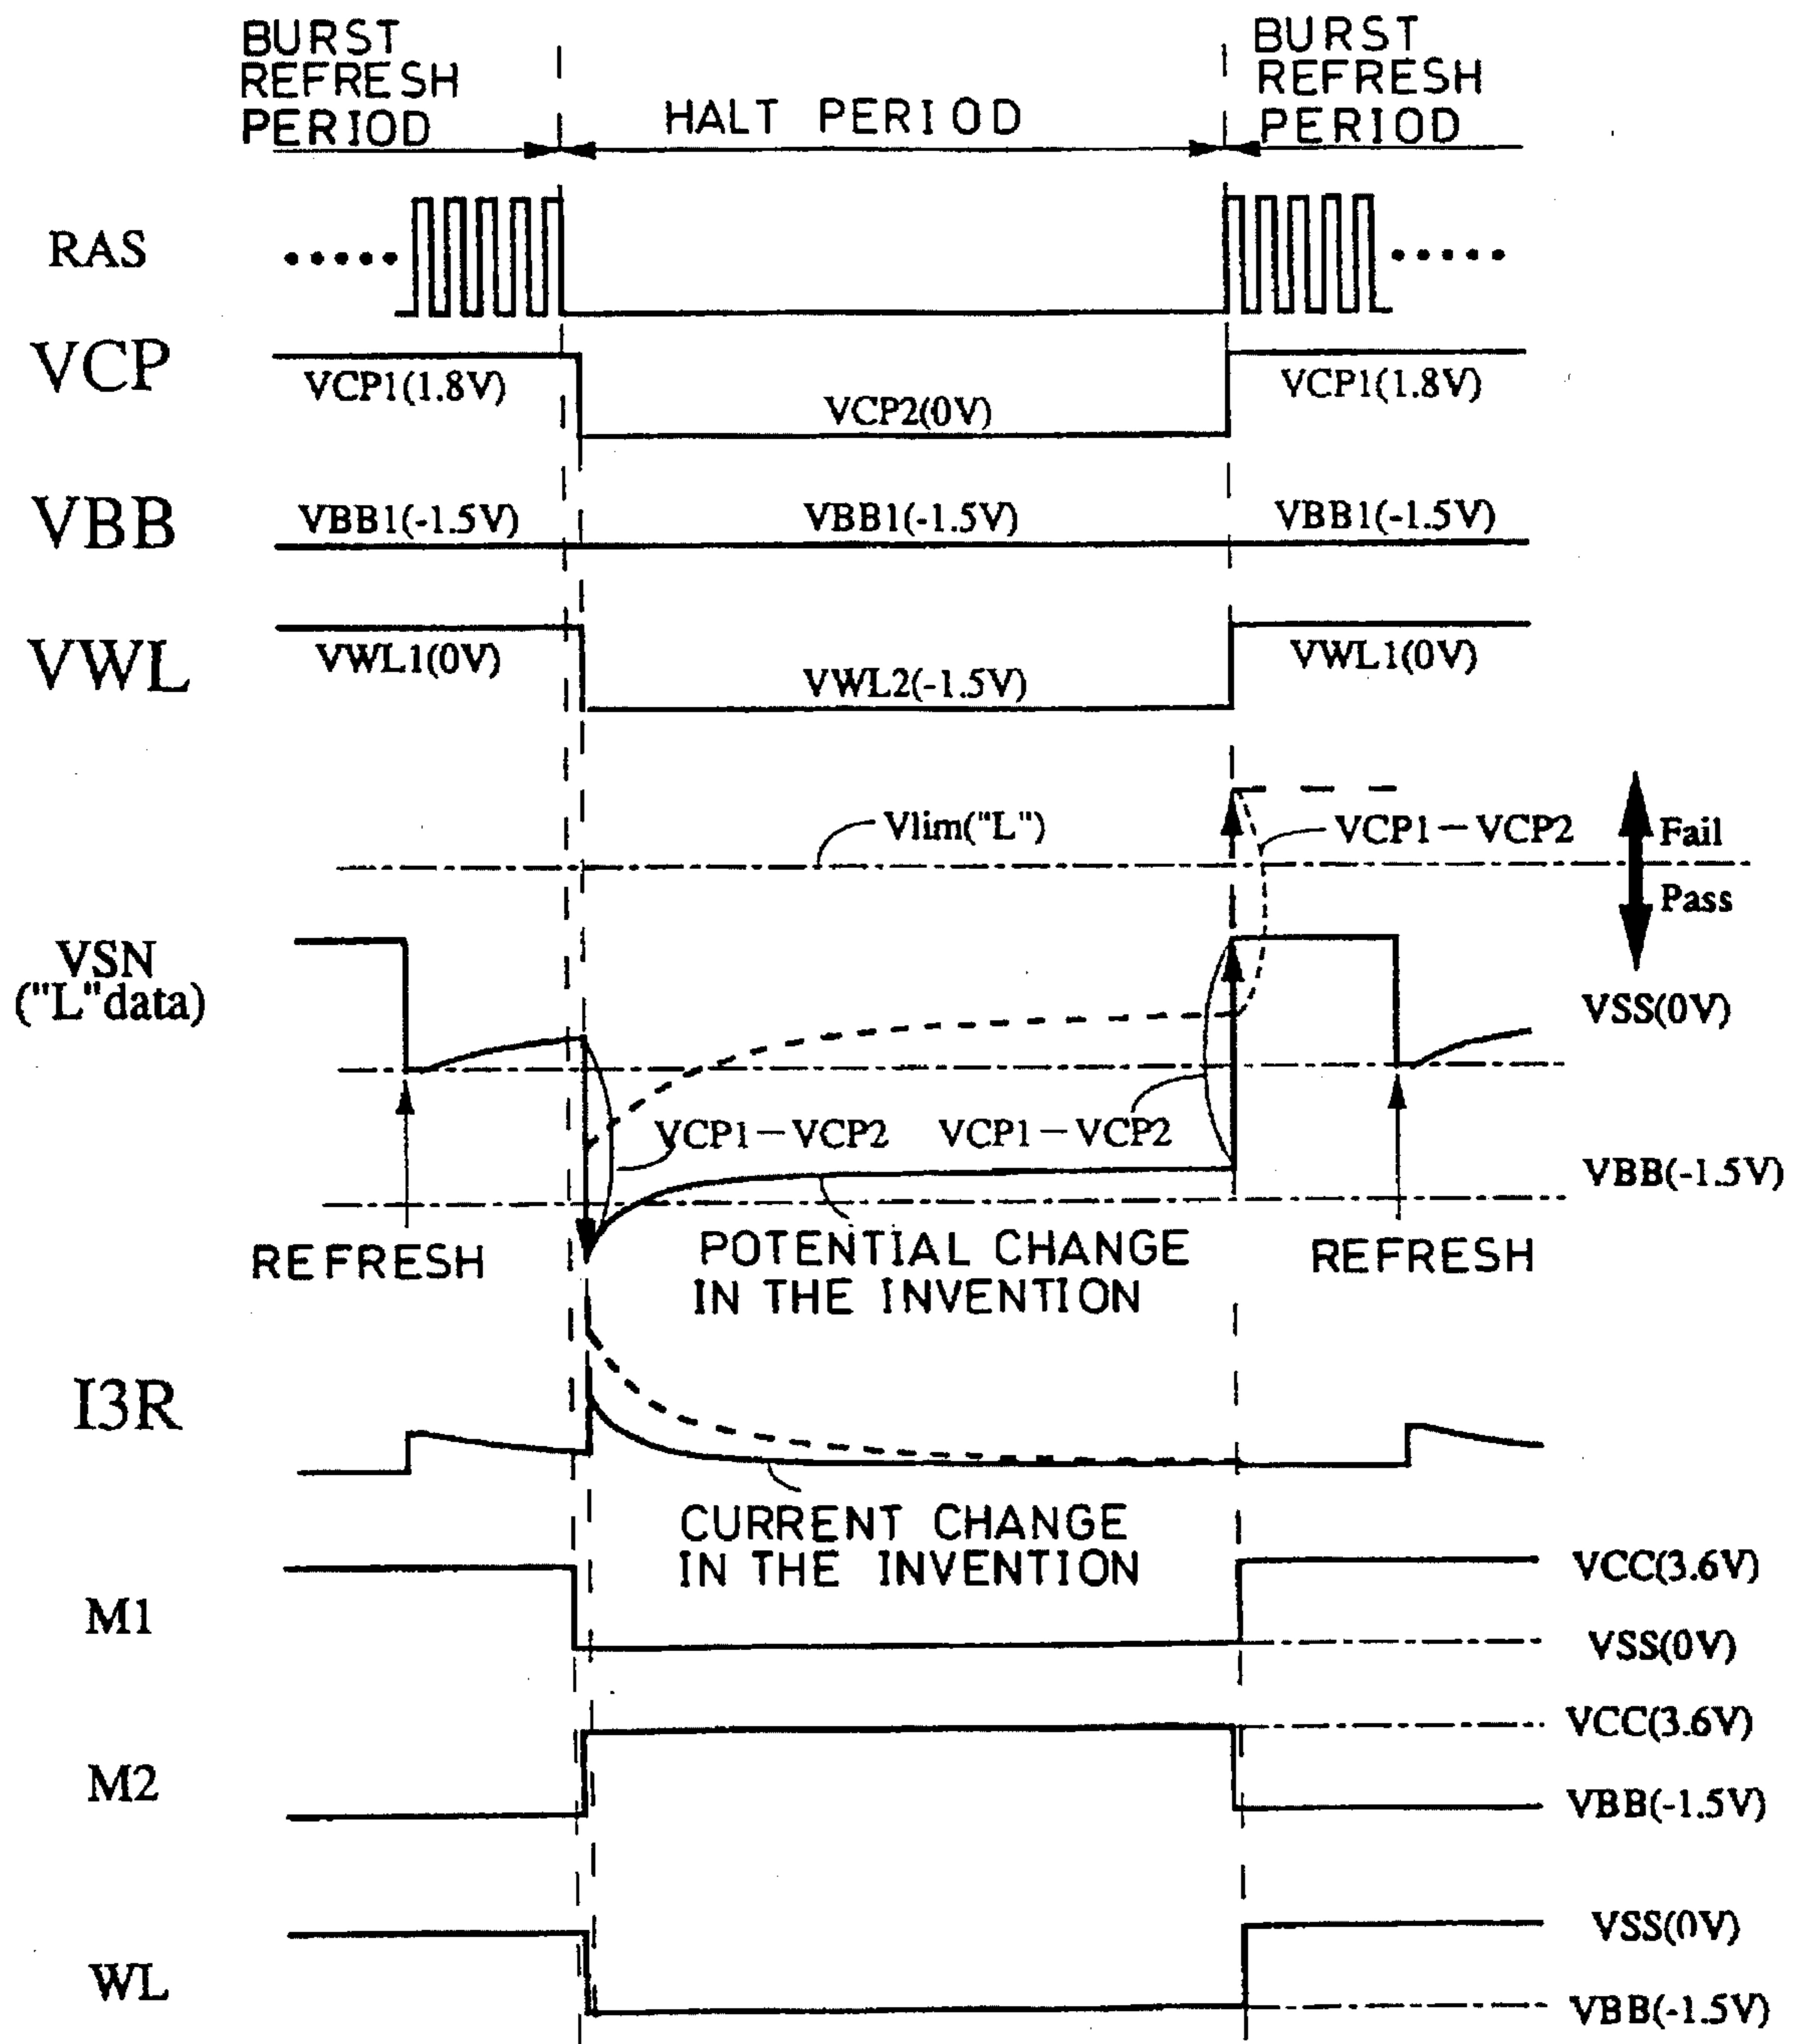 BURST
REFRESH
PERIOD
HALT PERIOD
BURST
REFRESH
PERIOD
RAS
VCP
VCP1(1.8V)
VCP2(0V)
VCP1(1.8V)
VBB
VBB1(-1.5V)
VBB1(-1.5V)
VBB1(-1.5V)
VWL
VWL1(0V)
VWL2(-1.5V)
VWL1(0V)
Vlim("L")
VCP1-VCP2
Fail
Pass
VSN
("L"data)
VSS(0V)
VCP1-VCP2
VCP1-VCP2
VBB(-1.5V)
REFRESH
POTENTIAL CHANGE
IN THE INVENTION
REFRESH
I3R
CURRENT CHANGE
IN THE INVENTION
M1
VCC(3.6V)
VSS(0V)
M2
VCC(3.6V)
VBB(-1.5V)
WL
VSS(0V)
VBB(-1.5V)